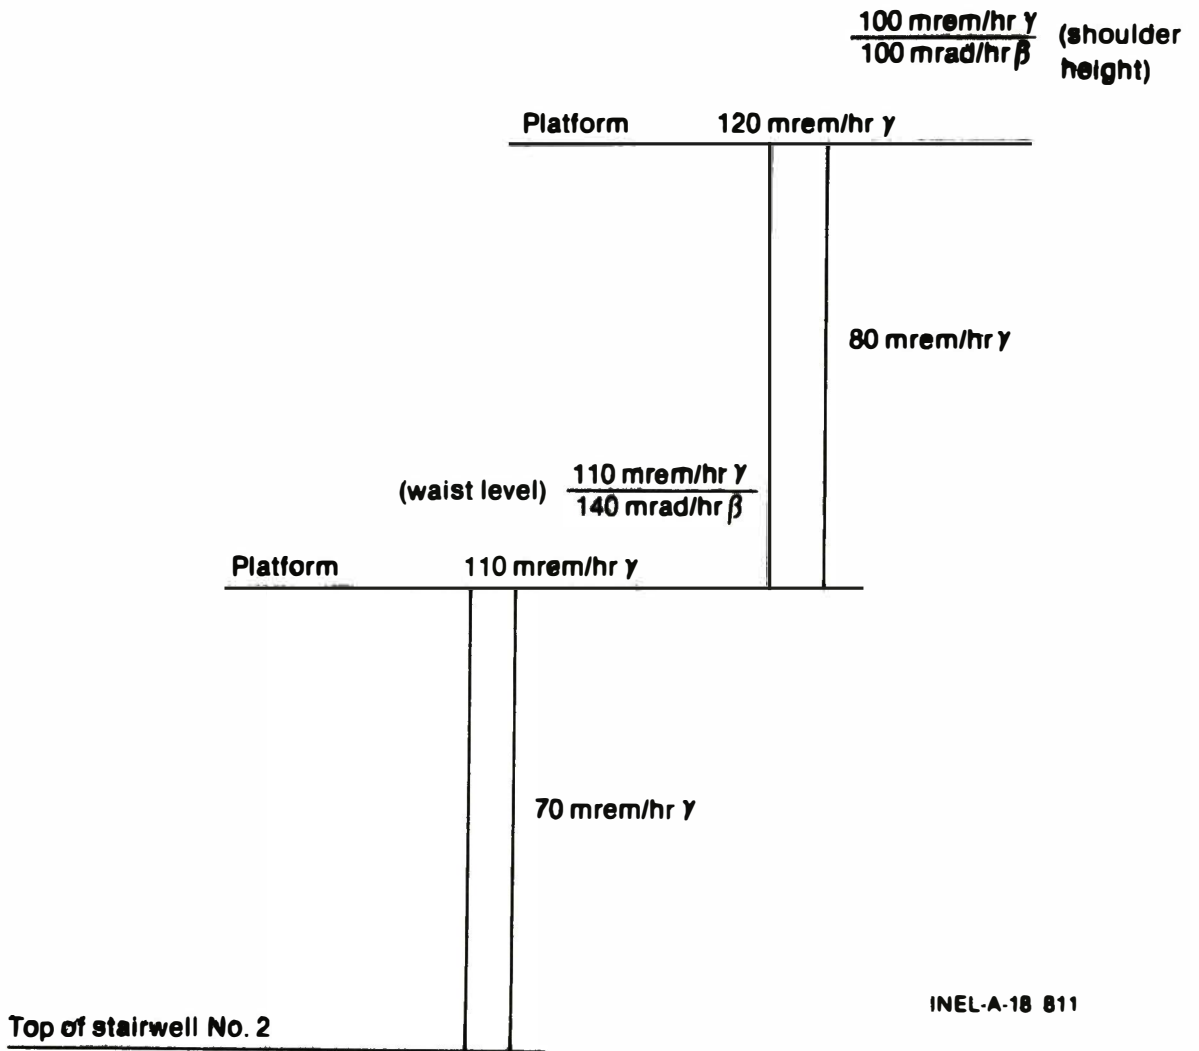 100 mrem/hr γ
100 mrad/hr β
(shoulder
height)
Platform 120 mrem/hr γ
80 mrem/hr γ
(waist level) 110 mrem/hr γ
140 mrad/hr β
Platform 110 mrem/hr γ
70 mrem/hr γ
INEL-A-18 811
Top of stairwell No. 2